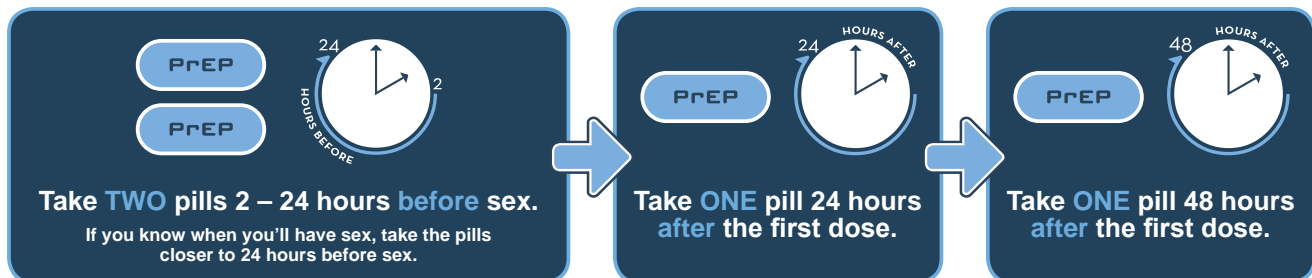 PrEP
PrEP
24
2
HOURS BEFORE
Take TWO pills 2 – 24 hours before sex.
If you know when you'll have sex, take the pills
closer to 24 hours before sex.
PrEP
24
HOURS AFTER
Take ONE pill 24 hours
after the first dose.
PrEP
48
HOURS AFTER
Take ONE pill 48 hours
after the first dose.